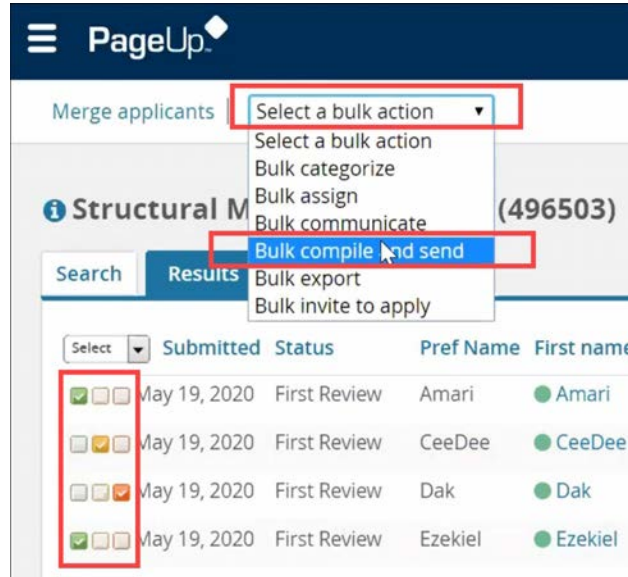 PageUp
Merge applicants | Select a bulk action
Select a bulk action
Bulk categorize
Bulk assign
Bulk communicate
Structural M (496503)
Bulk compile and send
Search Results
Bulk export
Bulk invite to apply
Select Submitted Status Pref Name First name
May 19, 2020 First Review Amari Amari
May 19, 2020 First Review CeeDee CeeDee
May 19, 2020 First Review Dak Dak
May 19, 2020 First Review Ezekiel Ezekiel